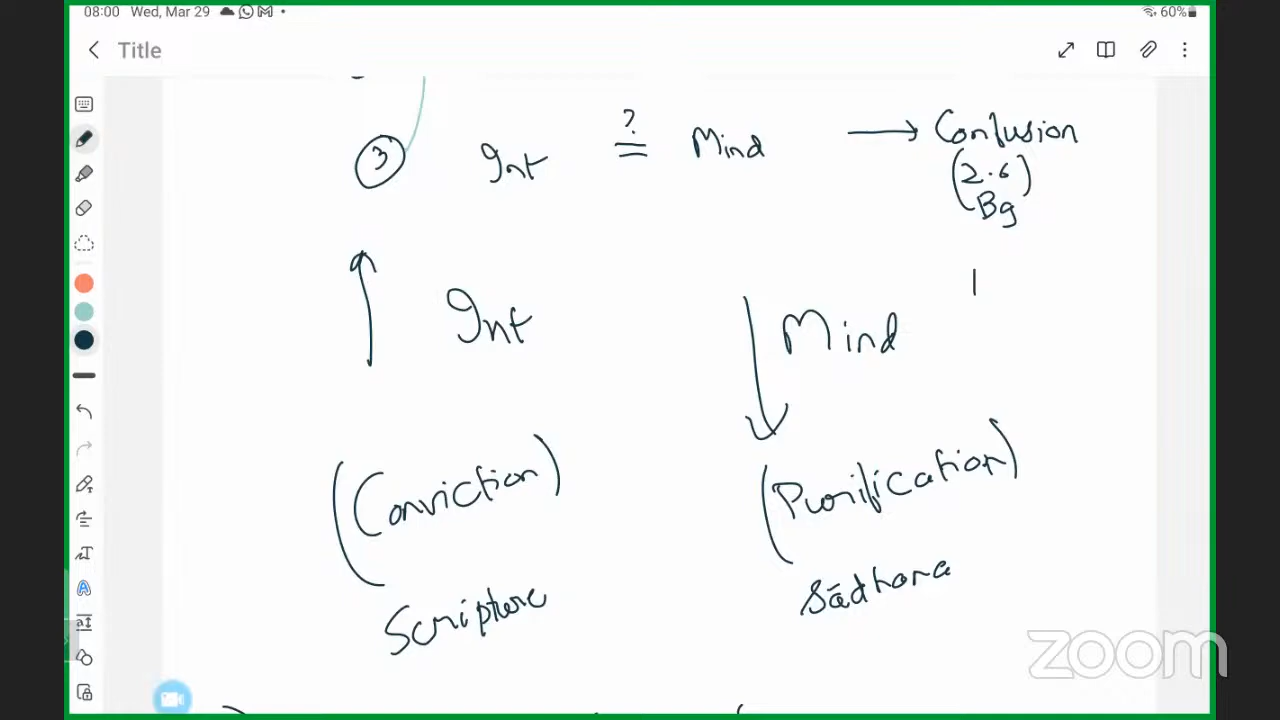 08:00 Wed, Mar 29
60%
Title
3 Int ?= Mind → Confusion
(2.6)
Bg
Int Mind
(Conviction) (Purification)
Scripture Sādhana
zoom